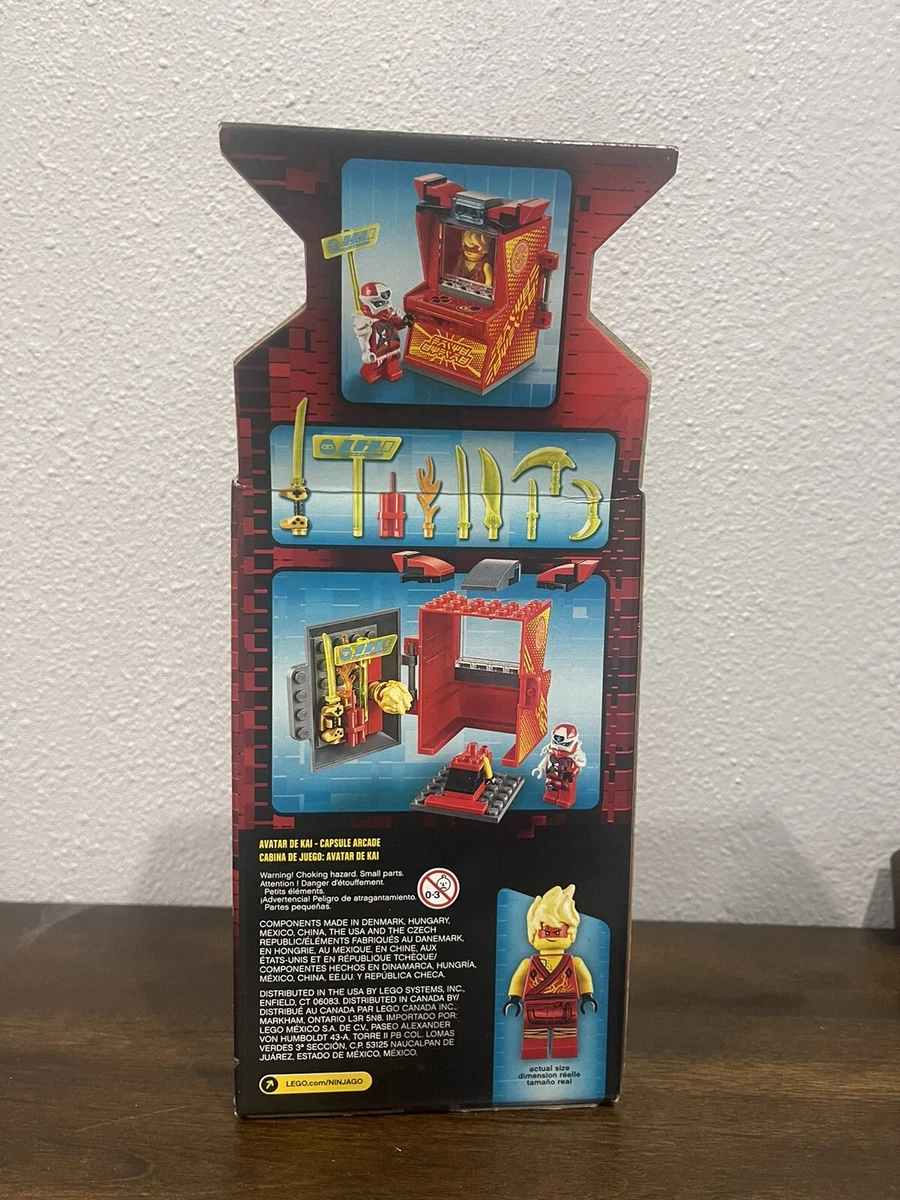 AVATAR DE KAI - CAPSULE ARCADE
CABINA DE JUEGO: AVATAR DE KAI
Warning! Choking hazard. Small parts.
Attention ! Danger d'étouffement.
Petits éléments.
¡Advertencia! Peligro de atragantamiento.
Partes pequeñas.
0-3
COMPONENTS MADE IN DENMARK, HUNGARY,
MEXICO, CHINA, THE USA AND THE CZECH
REPUBLIC/ÉLÉMENTS FABRIQUÉS AU DANEMARK,
EN HONGRIE, AU MEXIQUE, EN CHINE, AUX
ÉTATS-UNIS ET EN RÉPUBLIQUE TCHÈQUE/
COMPONENTES HECHOS EN DINAMARCA, HUNGRÍA,
MÉXICO, CHINA, EE.UU. Y REPÚBLICA CHECA.
DISTRIBUTED IN THE USA BY LEGO SYSTEMS, INC.,
ENFIELD, CT 06083. DISTRIBUTED IN CANADA BY/
DISTRIBUÉ AU CANADA PAR LEGO CANADA INC.,
MARKHAM, ONTARIO L3R 5N8. IMPORTADO POR:
LEGO MÉXICO S.A. DE C.V., PASEO ALEXANDER
VON HUMBOLDT 43-A, TORRE II PB COL. LOMAS
VERDES 3ª SECCIÓN, C.P. 53125 NAUCALPAN DE
JUÁREZ, ESTADO DE MÉXICO, MÉXICO.
LEGO.com/NINJAGO
actual size
dimension réelle
tamaño real